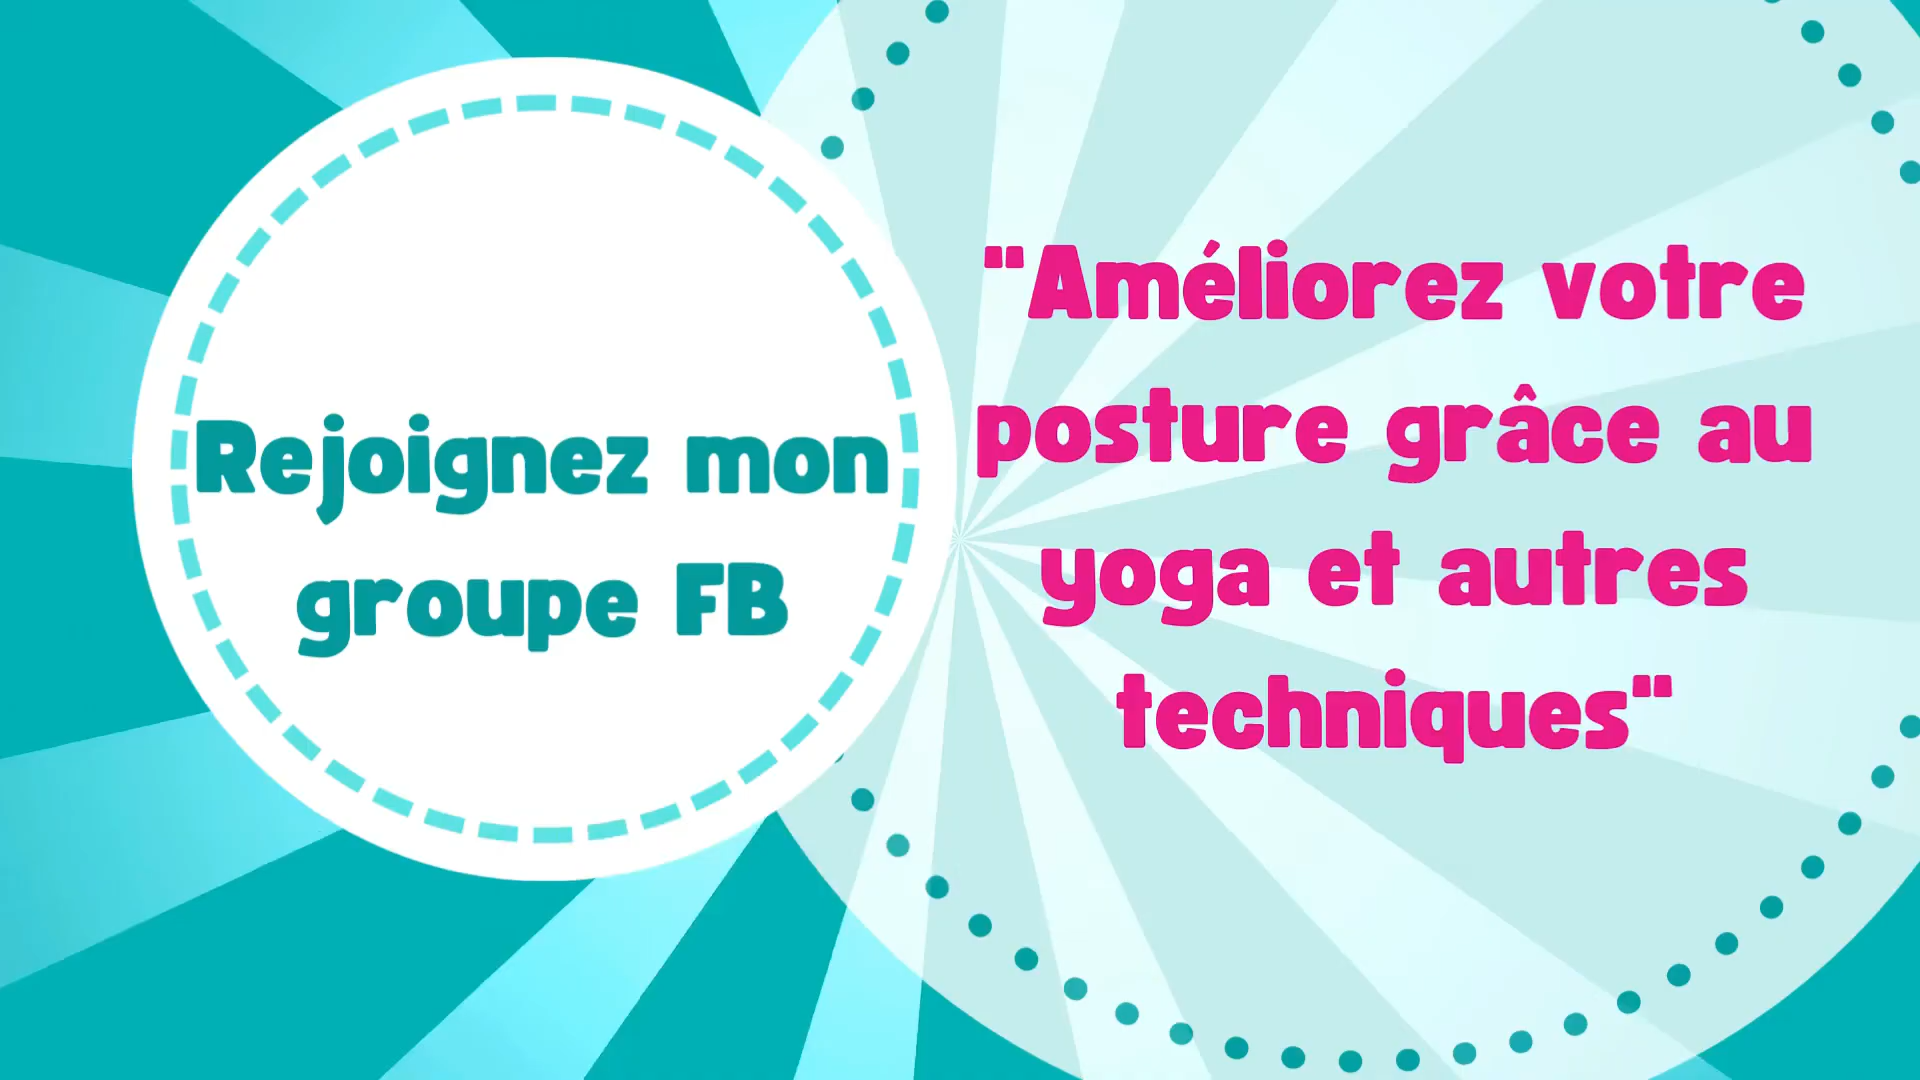 Rejoignez mon
groupe FB
"Améliorez votre
posture grâce au
yoga et autres
techniques"